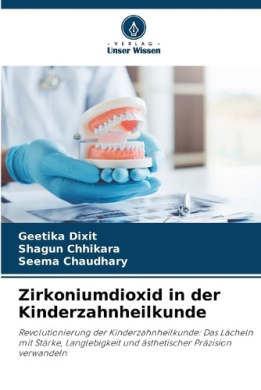 VERLAG
Unser Wissen
Geetika Dixit
Shagun Chhikara
Seema Chaudhary
Zirkoniumdioxid in der
Kinderzahnheilkunde
Revolutionierung der Kinderzahnheilkunde: Das Lächeln
mit Stärke, Langlebigkeit und ästhetischer Präzision
verwandeln